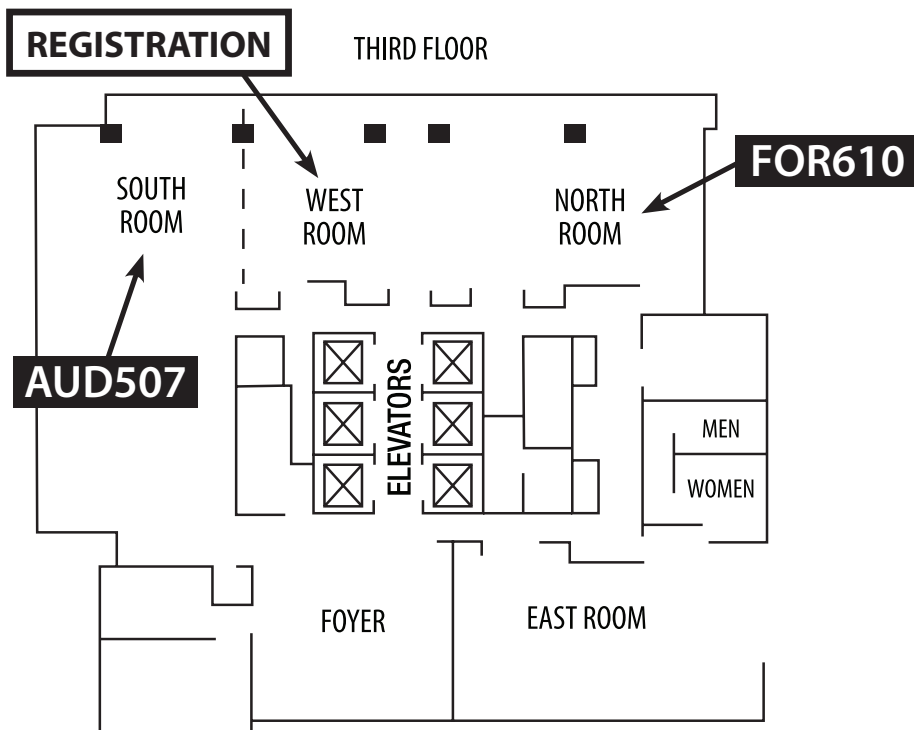 REGISTRATION
THIRD FLOOR
FOR610
SOUTH
ROOM
WEST
ROOM
NORTH
ROOM
AUD507
ELEVATORS
MEN
WOMEN
FOYER
EAST ROOM